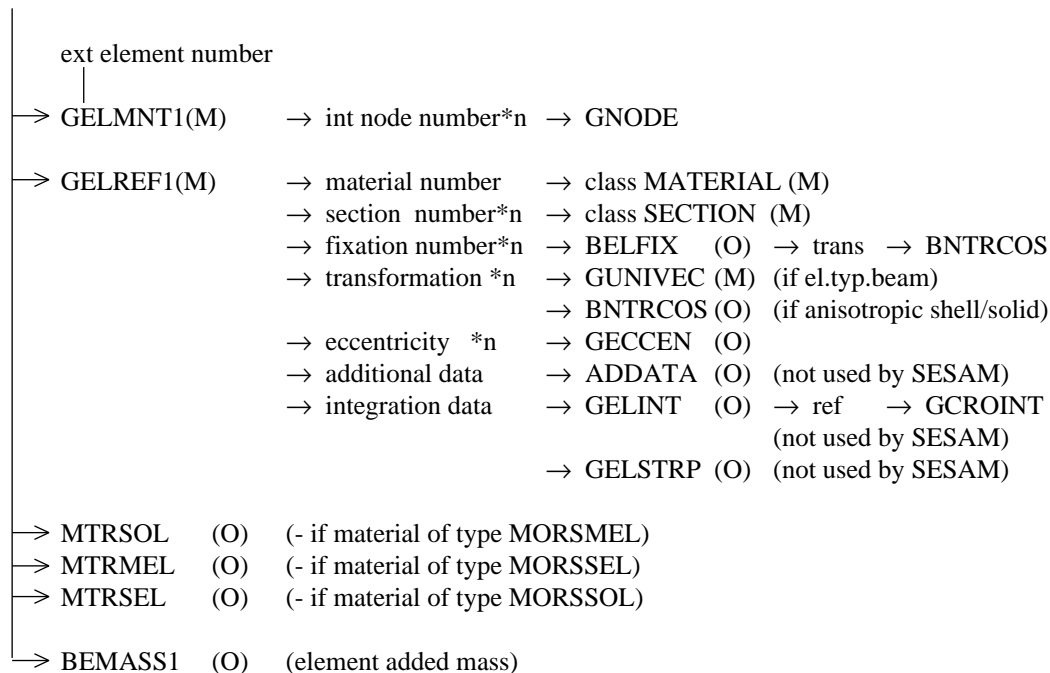 ext element number
GELMNT1(M) → int node number*n → GNODE
GELREF1(M) → material number → class MATERIAL (M)
→ section number*n → class SECTION (M)
→ fixation number*n → BELFIX (O) → trans → BNTRCOS
→ transformation *n → GUNIVEC (M) (if el.typ.beam)
→ BNTRCOS (O) (if anisotropic shell/solid)
→ eccentricity *n → GECCEN (O)
→ additional data → ADDATA (O) (not used by SESAM)
→ integration data → GELINT (O) → ref → GCROINT
(not used by SESAM)
→ GELSTRP (O) (not used by SESAM)
MTRSOL (O) (- if material of type MORSMEL)
MTRMEL (O) (- if material of type MORSSEL)
MTRSEL (O) (- if material of type MORSSOL)
BEMASS1 (O) (element added mass)